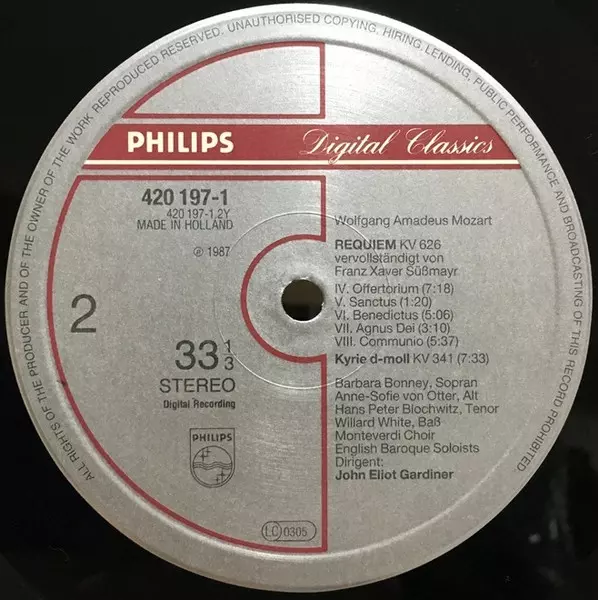 ALL RIGHTS OF THE PRODUCER AND OF THE OWNER OF THE WORK REPRODUCED RESERVED. UNAUTHORISED COPYING, HIRING, LENDING, PUBLIC PERFORMANCE AND BROADCASTING OF THIS RECORD PROHIBITED
PHILIPS Digital Classics
420 197-1
420 197-1.2Y
MADE IN HOLLAND
℗ 1987
2
33 1/3
STEREO
Digital Recording
PHILIPS
LC 0305
Wolfgang Amadeus Mozart
REQUIEM KV 626
vervollständigt von
Franz Xaver Süßmayr
IV. Offertorium (7:18)
V. Sanctus (1:20)
VI. Benedictus (5:06)
VII. Agnus Dei (3:10)
VIII. Communio (5:37)
Kyrie d-moll KV 341 (7:33)
Barbara Bonney, Sopran
Anne-Sofie von Otter, Alt
Hans Peter Blochwitz, Tenor
Willard White, Baß
Monteverdi Choir
English Baroque Soloists
Dirigent:
John Eliot Gardiner